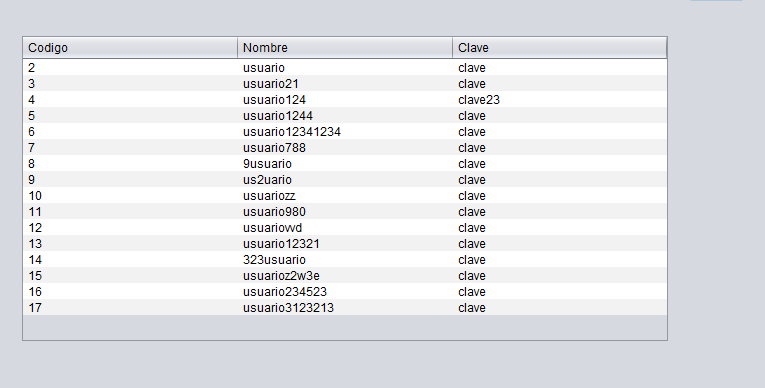 Codigo Nombre Clave
2 usuario clave
3 usuario21 clave
4 usuario124 clave23
5 usuario1244 clave
6 usuario12341234 clave
7 usuario788 clave
8 9usuario clave
9 us2uario clave
10 usuariozz clave
11 usuario980 clave
12 usuariovvd clave
13 usuario12321 clave
14 323usuario clave
15 usuarioz2w3e clave
16 usuario234523 clave
17 usuario3123213 clave